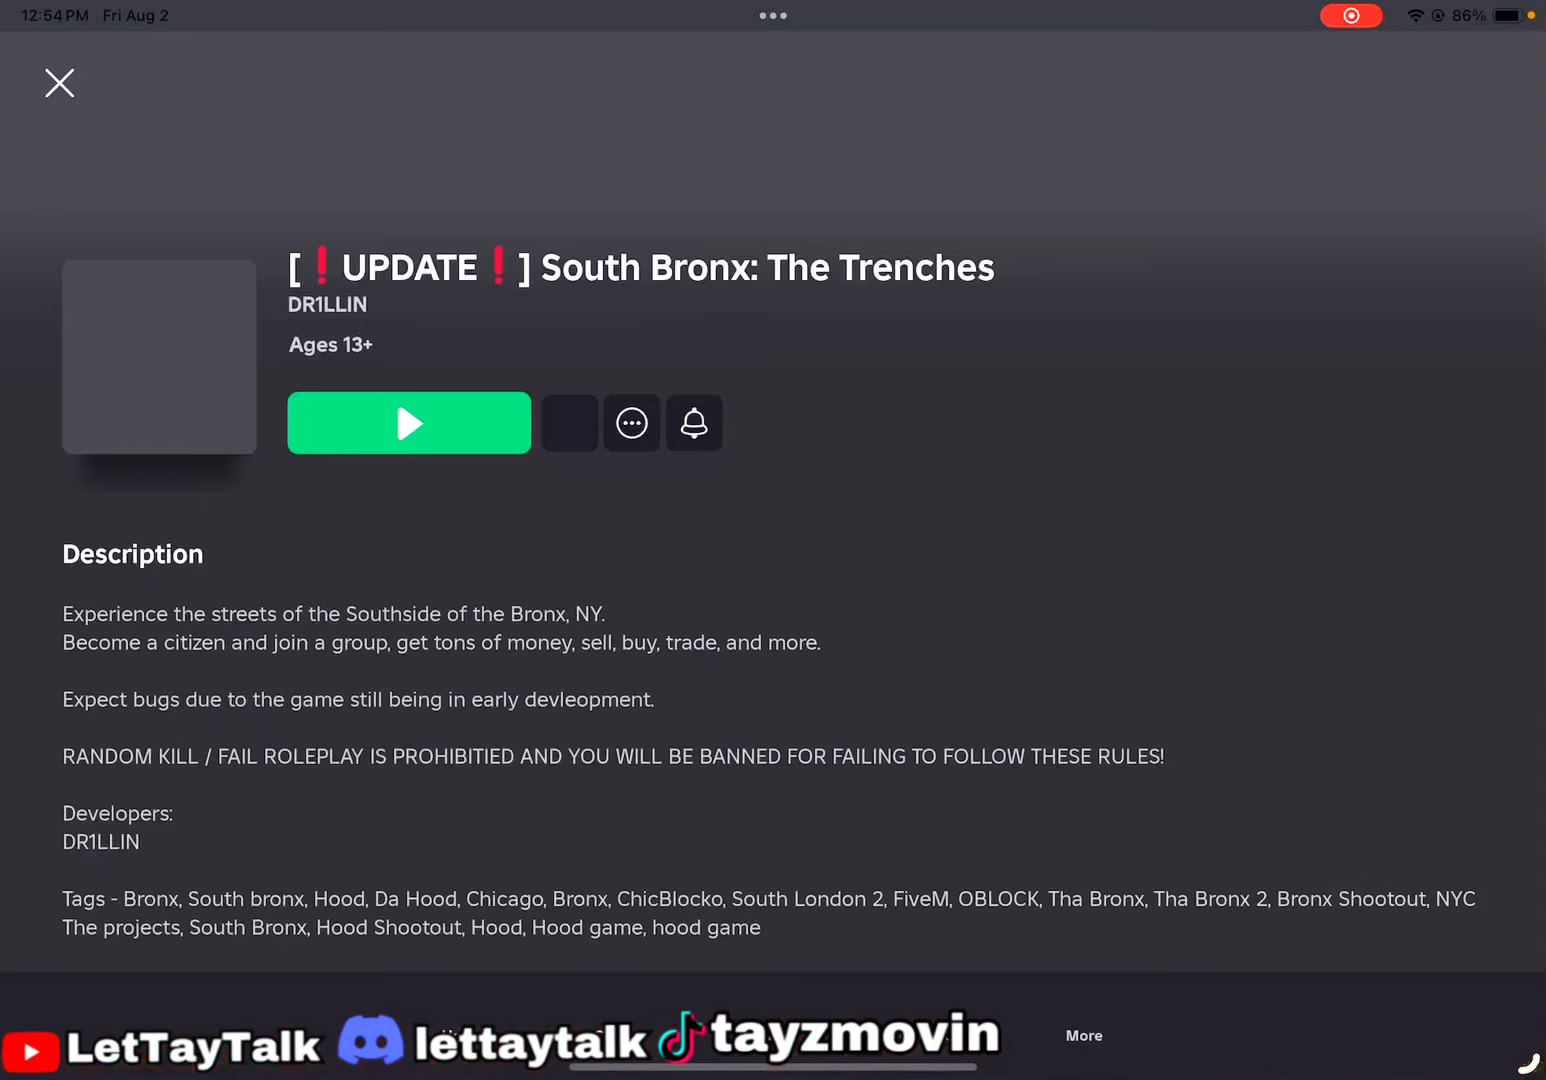 12:54 PM Fri Aug 2
86%
[❗UPDATE❗] South Bronx: The Trenches
DR1LLIN
Ages 13+
Description
Experience the streets of the Southside of the Bronx, NY.
Become a citizen and join a group, get tons of money, sell, buy, trade, and more.
Expect bugs due to the game still being in early devleopment.
RANDOM KILL / FAIL ROLEPLAY IS PROHIBITIED AND YOU WILL BE BANNED FOR FAILING TO FOLLOW THESE RULES!
Developers:
DR1LLIN
Tags - Bronx, South bronx, Hood, Da Hood, Chicago, Bronx, ChicBlocko, South London 2, FiveM, OBLOCK, Tha Bronx, Tha Bronx 2, Bronx Shootout, NYC
The projects, South Bronx, Hood Shootout, Hood, Hood game, hood game
LetTayTalk lettaytalk tayzmovin More